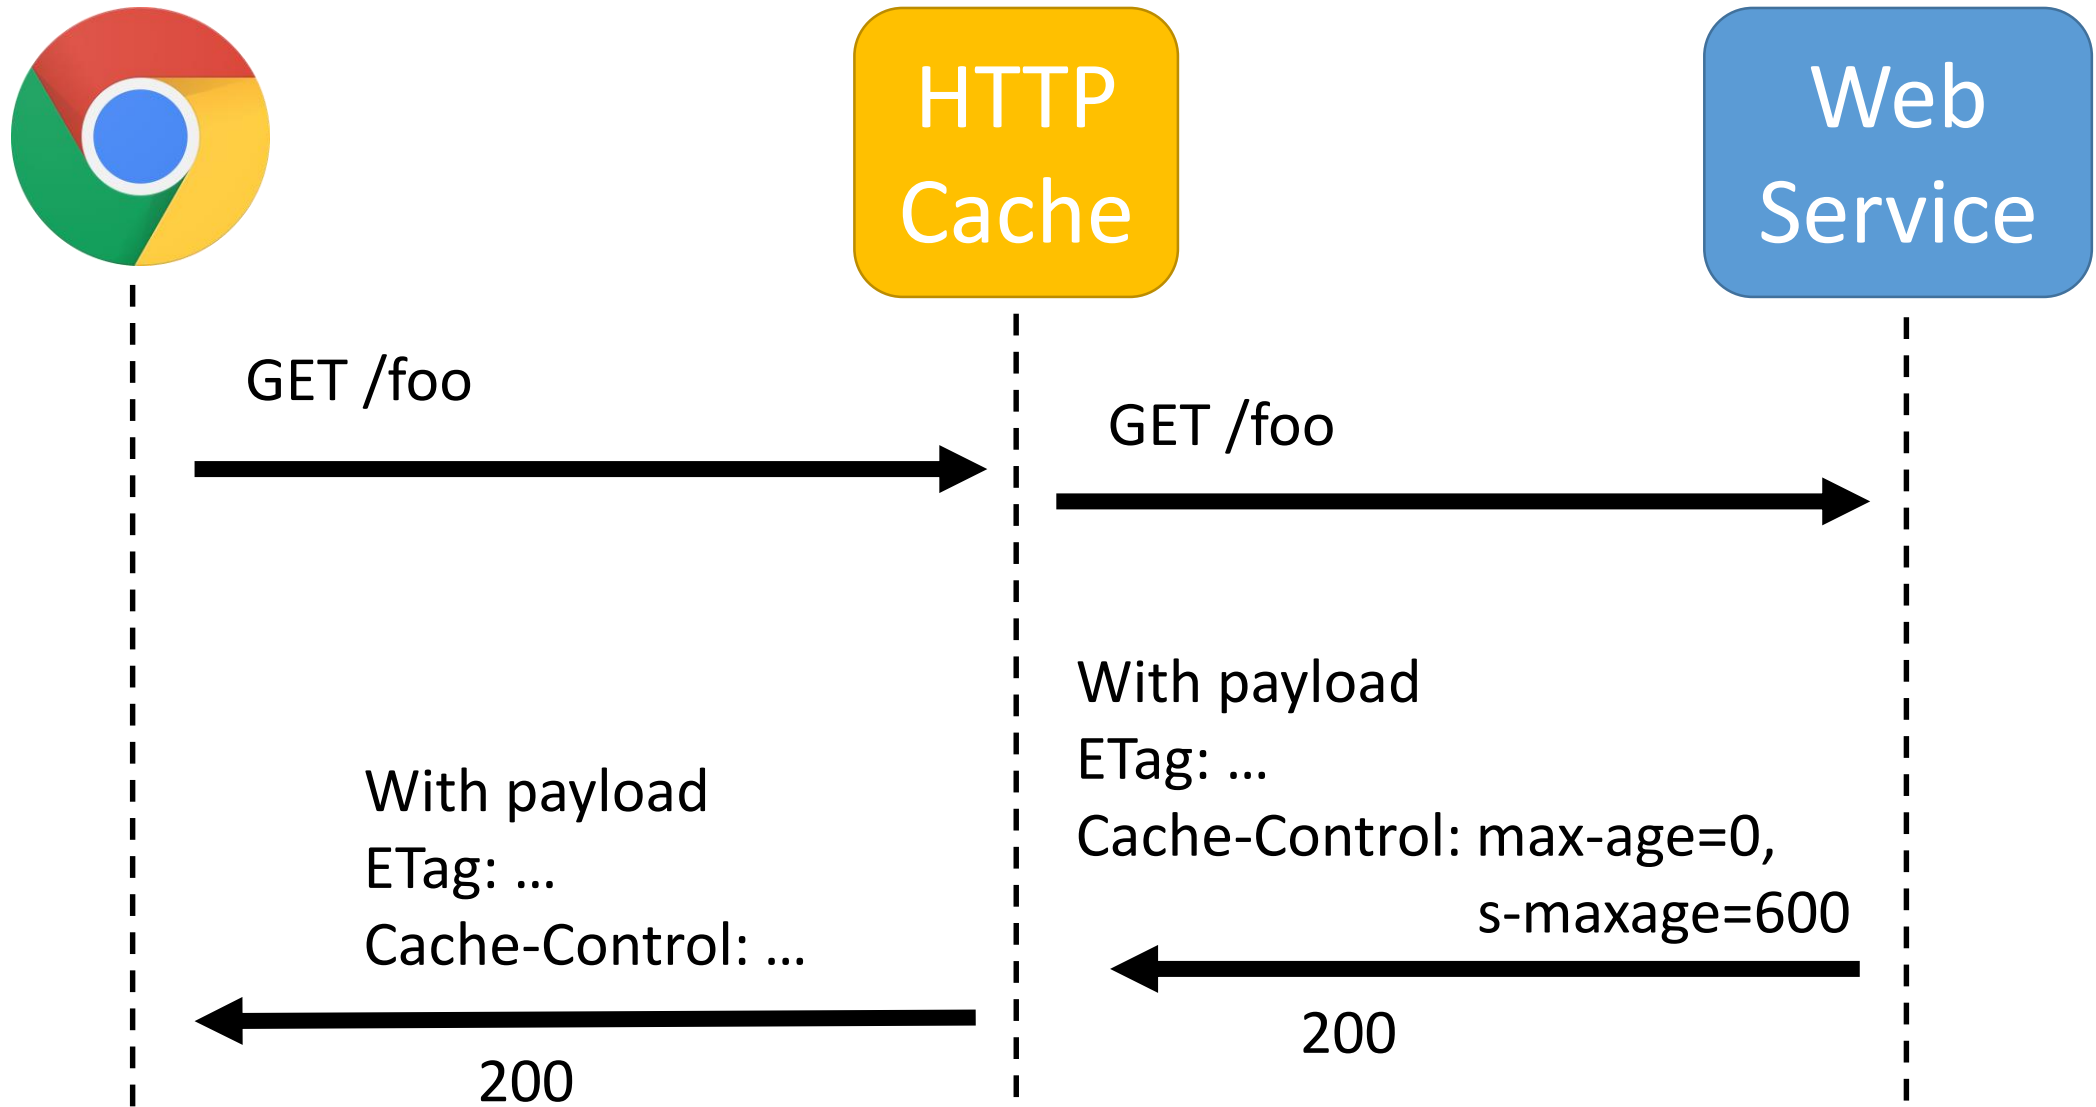 HTTP
Cache
Web
Service
GET /foo
GET /foo
With payload
ETag: ...
Cache-Control: max-age=0,
s-maxage=600
200
With payload
ETag: ...
Cache-Control: ...
200